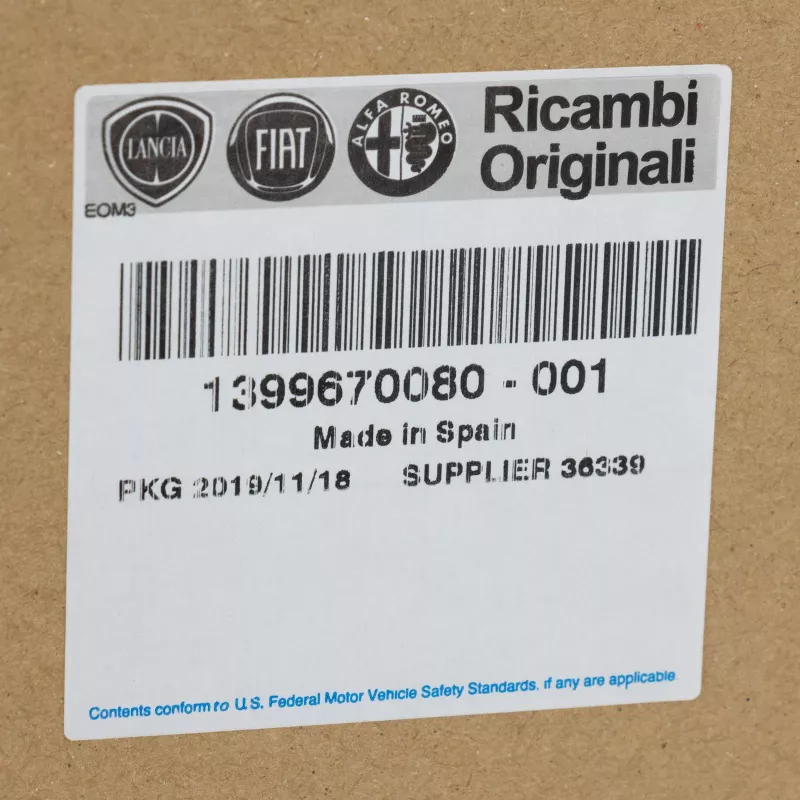 LANCIA
FIAT
ALFA ROMEO
Ricambi
Originali
EOM3
1399670080 - 001
Made in Spain
PKG 2019/11/18 SUPPLIER 36339
Contents conform to U.S. Federal Motor Vehicle Safety Standards, if any are applicable